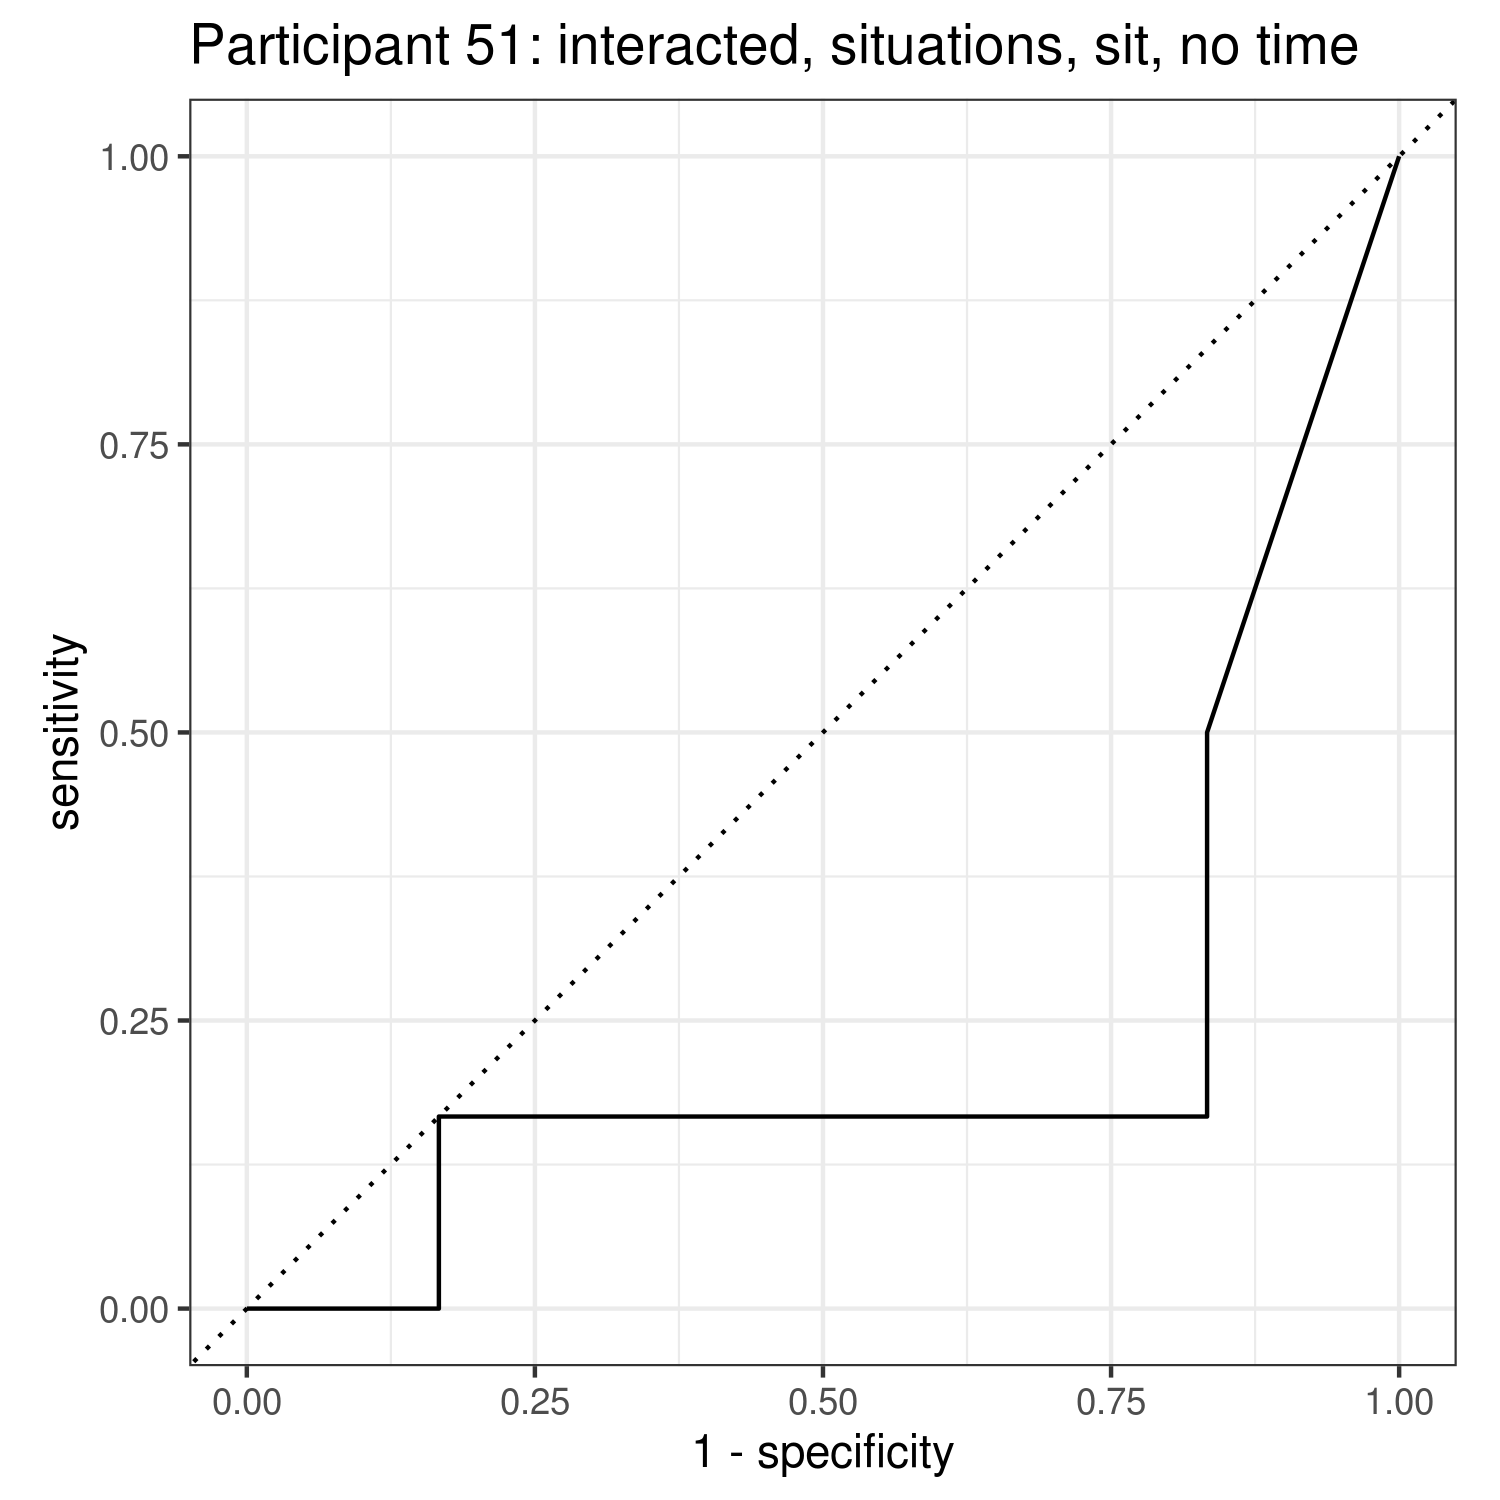 Participant 51: interacted, situations, sit, no time
1.00
0.75
0.50
0.25
0.00
sensitivity
0.00 0.25 0.50 0.75 1.00
1 - specificity